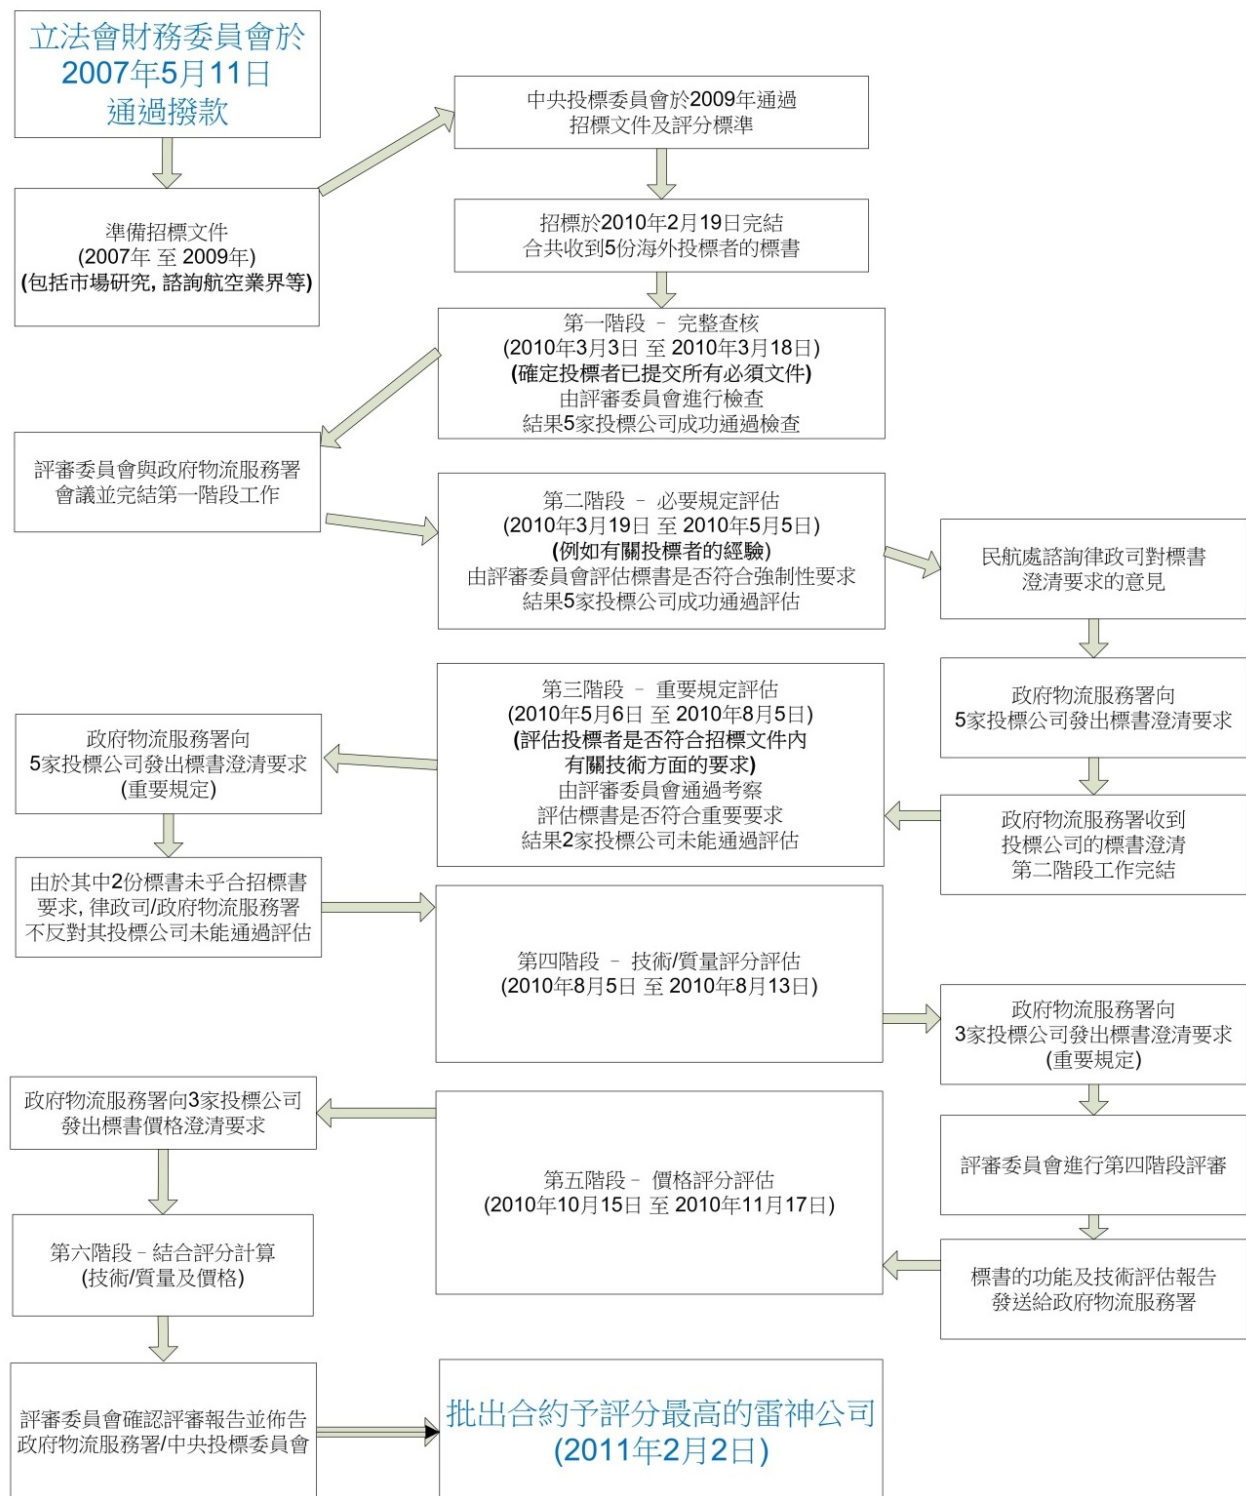 立法會財務委員會於
2007年5月11日
通過撥款
準備招標文件
(2007年 至 2009年)
(包括市場研究, 諮詢航空業界等)
中央投標委員會於2009年通過
招標文件及評分標準
招標於2010年2月19日完結
合共收到5份海外投標者的標書
第一階段 – 完整查核
(2010年3月3日 至 2010年3月18日)
(確定投標者已提交所有必須文件)
由評審委員會進行檢查
結果5家投標公司成功通過檢查
評審委員會與政府物流服務署
會議並完結第一階段工作
第二階段 – 必要規定評估
(2010年3月19日 至 2010年5月5日)
(例如有關投標者的經驗)
由評審委員會評估標書是否符合強制性要求
結果5家投標公司成功通過評估
民航處諮詢律政司對標書
澄清要求的意見
政府物流服務署向
5家投標公司發出標書澄清要求
政府物流服務署收到
投標公司的標書澄清
第二階段工作完結
第三階段 – 重要規定評估
(2010年5月6日 至 2010年8月5日)
(評估投標者是否符合招標文件內
有關技術方面的要求)
由評審委員會通過考察
評估標書是否符合重要要求
結果2家投標公司未能通過評估
政府物流服務署向
5家投標公司發出標書澄清要求
(重要規定)
由於其中2份標書未乎合招標書
要求, 律政司/政府物流服務署
不反對其投標公司未能通過評估
第四階段 – 技術/質量評分評估
(2010年8月5日 至 2010年8月13日)
政府物流服務署向
3家投標公司發出標書澄清要求
(重要規定)
評審委員會進行第四階段評審
標書的功能及技術評估報告
發送給政府物流服務署
第五階段 – 價格評分評估
(2010年10月15日 至 2010年11月17日)
政府物流服務署向3家投標公司
發出標書價格澄清要求
第六階段 – 結合評分計算
(技術/質量及價格)
評審委員會確認評審報告並佈告
政府物流服務署/中央投標委員會
批出合約予評分最高的雷神公司
(2011年2月2日)